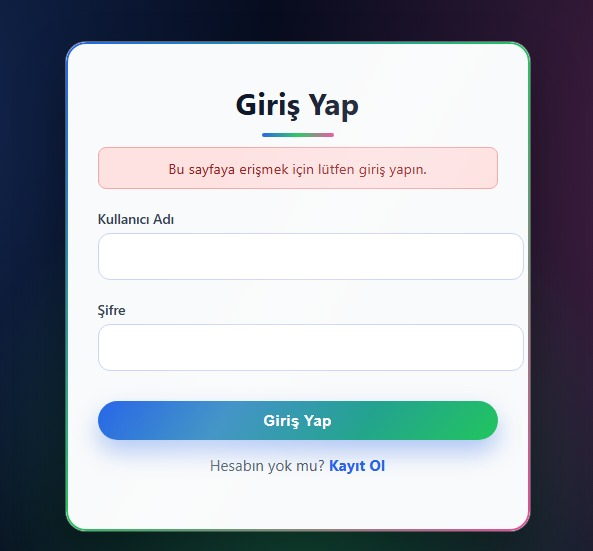 Giriş Yap
Bu sayfaya erişmek için lütfen giriş yapın.
Kullanıcı Adı
Şifre
Giriş Yap
Hesabın yok mu? Kayıt Ol